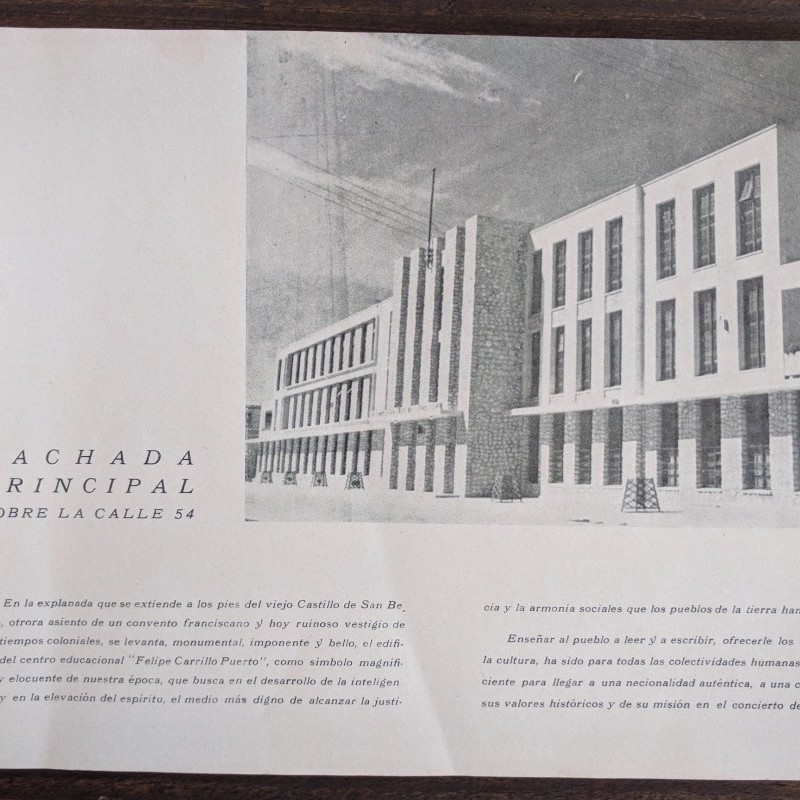 ACHADA
RINCIPAL
OBRE LA CALLE 54
En la explanada que se extiende a los pies del viejo Castillo de San Be_
, otrora asiento de un convento franciscano y hoy ruinoso vestigio de
tiempos coloniales, se levanta, monumental, imponente y bello, el edifi-
del centro educacional "Felipe Carrillo Puerto", como símbolo magnifi-
y elocuente de nuestra época, que busca en el desarrollo de la inteligen
y en la elevación del espíritu, el medio más digno de alcanzar la justi-
cia y la armonía sociales que los pueblos de la tierra han
Enseñar al pueblo a leer y a escribir, ofrecerle los
la cultura, ha sido para todas las colectividades humanas
ciente para llegar a una nacionalidad auténtica, a una c
sus valores históricos y de su misión en el concierto de